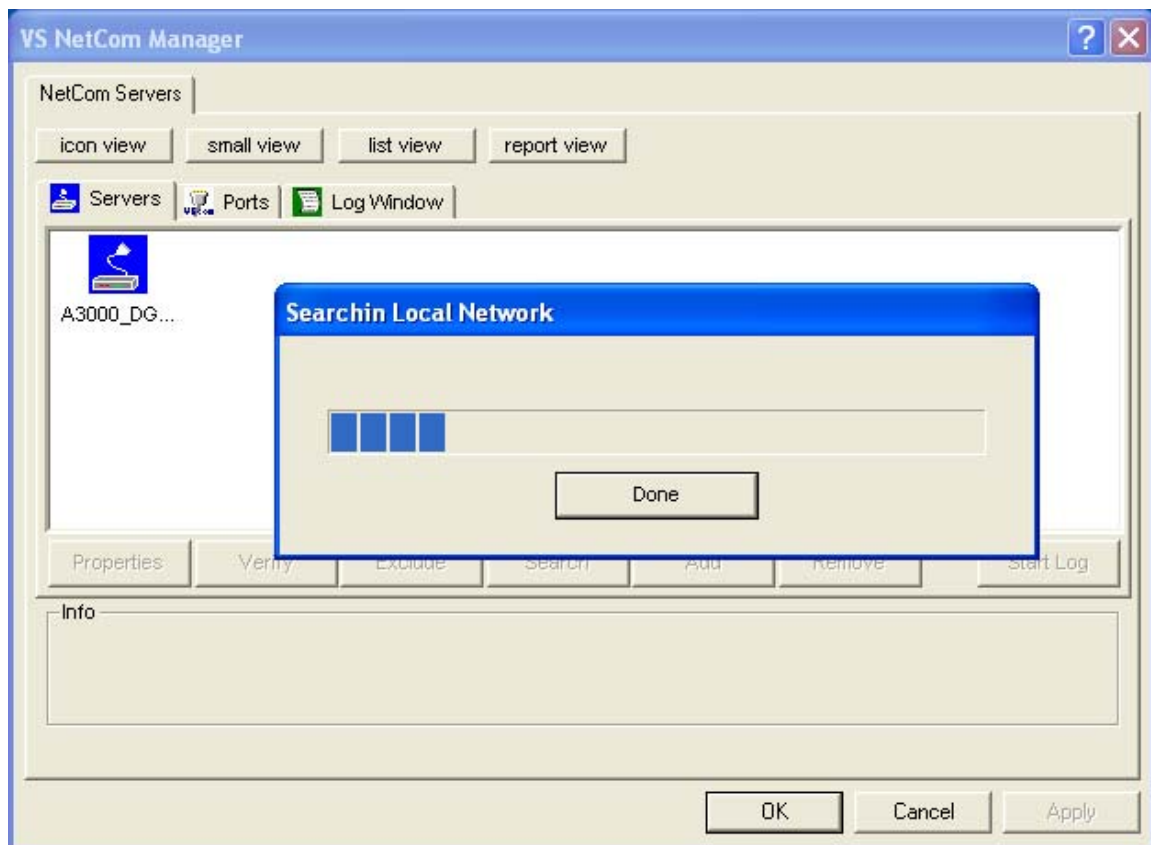 VS NetCom Manager
NetCom Servers
icon view small view list view report view
Servers Ports Log Window
A3000_DG...
Searchin Local Network
Done
Properties Verify Exclude Search Add Remove Start Log
Info
OK Cancel Apply